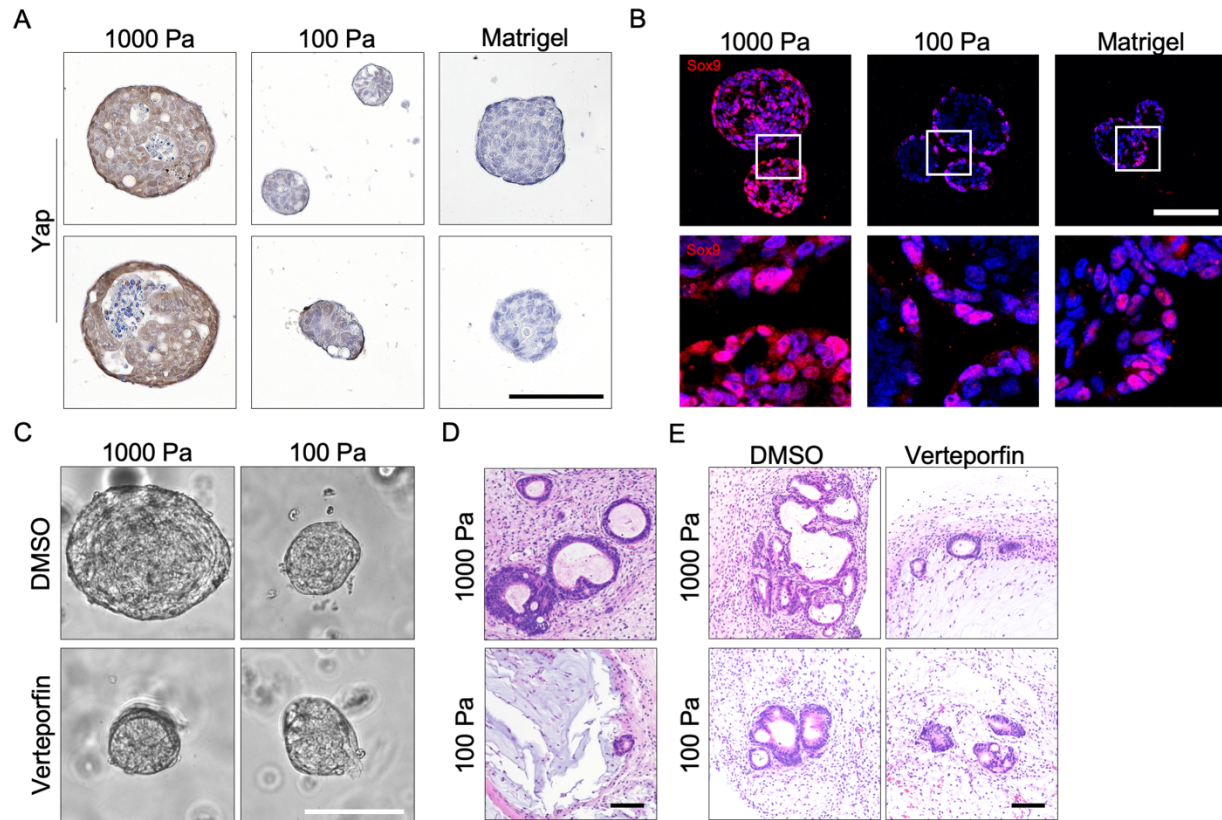 A
1000 Pa
100 Pa
Matrigel
Yap
B
1000 Pa
100 Pa
Matrigel
Sox9
Sox9
C
1000 Pa
100 Pa
DMSO
Verteporfin
D
1000 Pa
100 Pa
E
DMSO
Verteporfin
1000 Pa
100 Pa